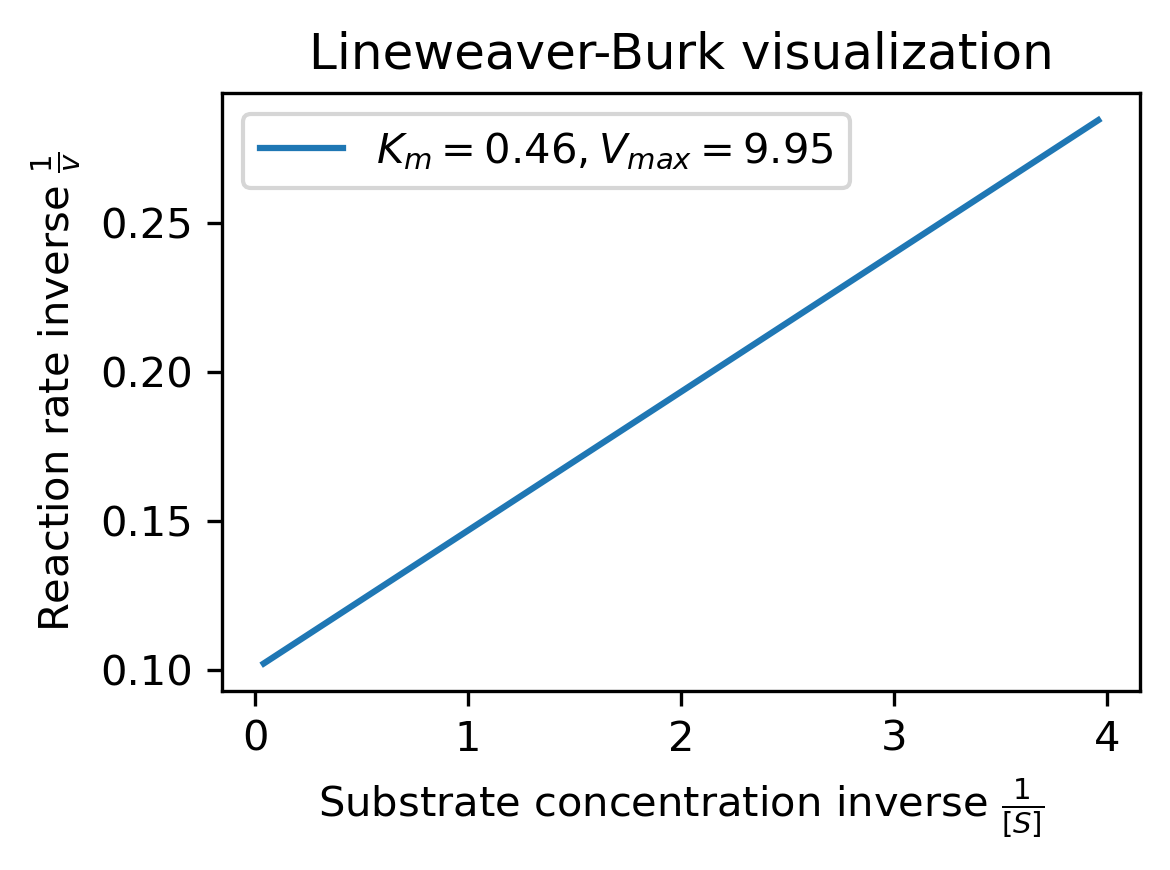 Lineweaver-Burk visualization
K_m = 0.46, V_max = 9.95
Reaction rate inverse 1/v
0.25
0.20
0.15
0.10
0 1 2 3 4
Substrate concentration inverse 1/[S]